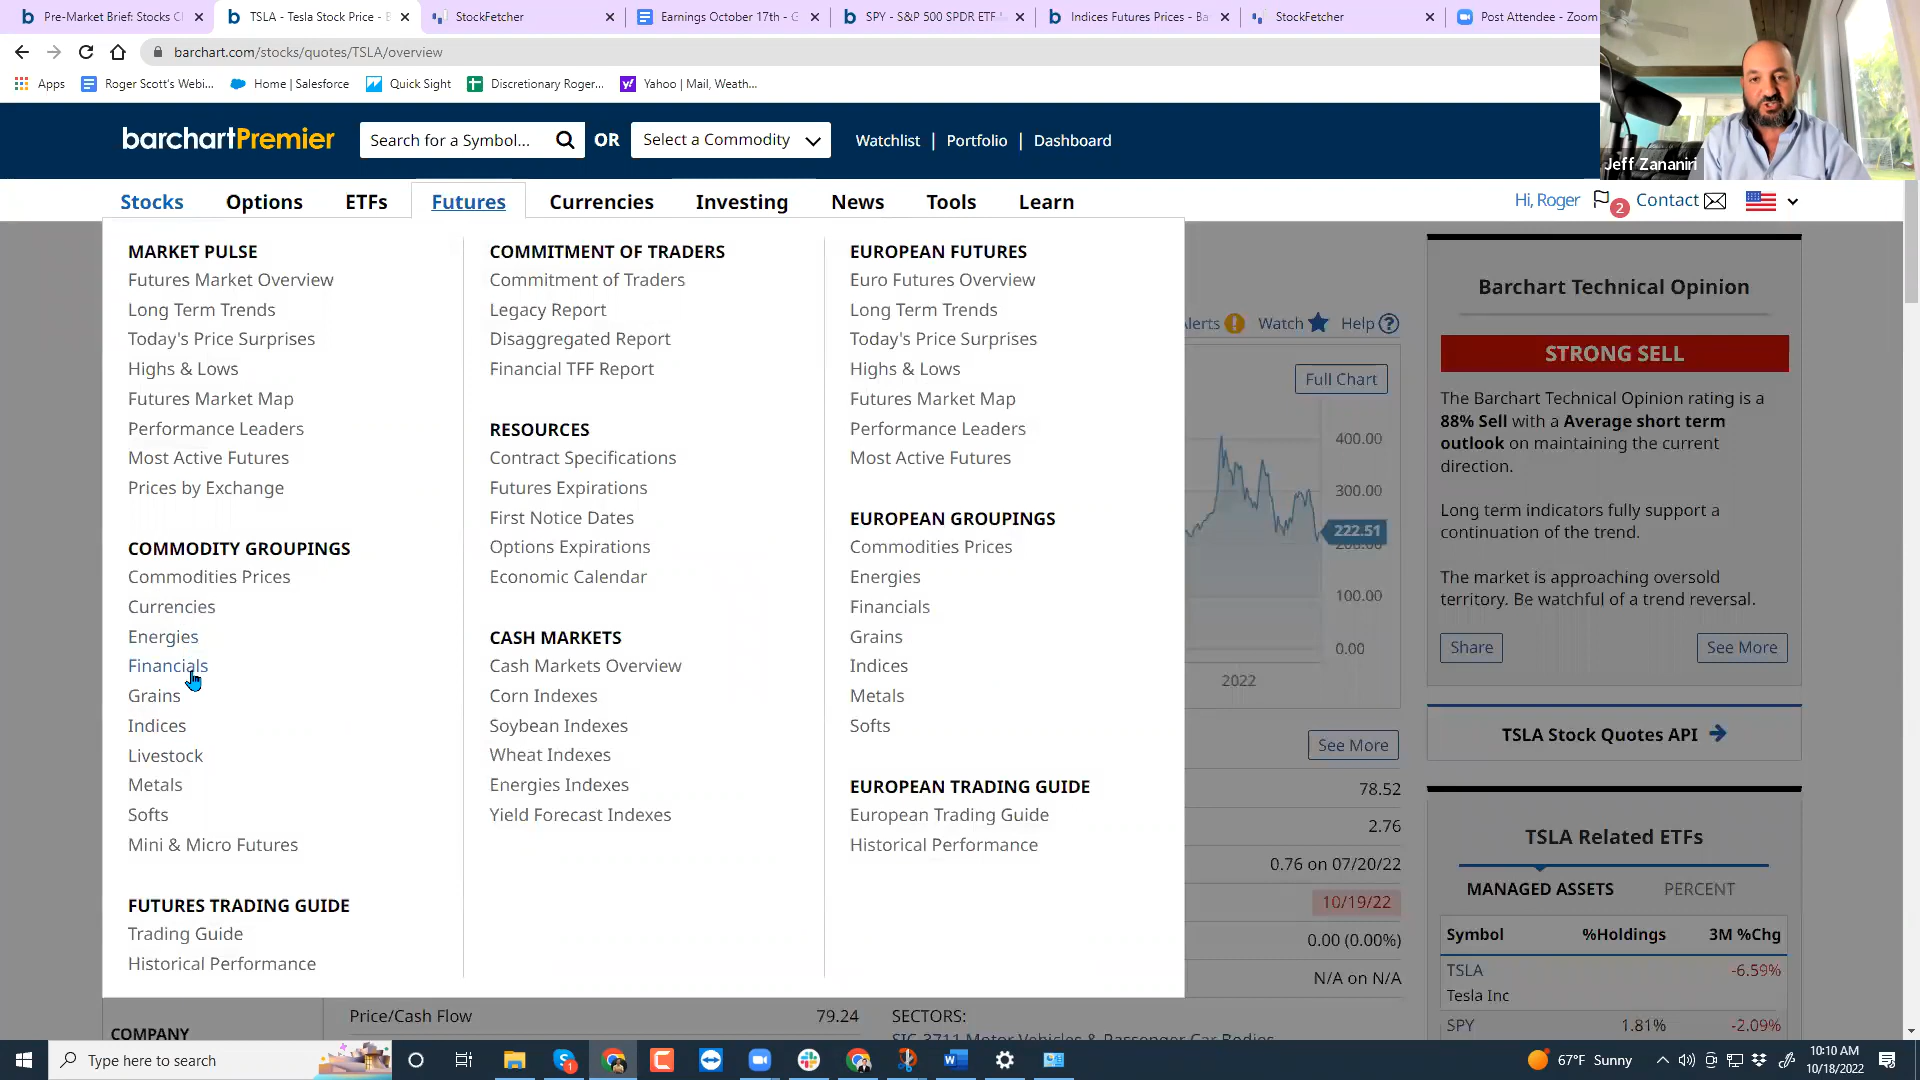 Pre-Market Brief: Stocks C
TSLA - Tesla Stock Price - B
StockFetcher
Earnings October 17th - G
SPY - S&P 500 SPDR ETF
Indices Futures Prices - Ba
StockFetcher
Post Attendee - Zoom
barchart.com/stocks/quotes/TSLA/overview
Apps
Roger Scott's Webi...
Home | Salesforce
Quick Sight
Discretionary Roger...
Yahoo | Mail, Weath...
Jeff Zananiri
barchartPremier
Search for a Symbol...
OR
Select a Commodity
Watchlist | Portfolio | Dashboard
Stocks
Options
ETFs
Futures
Currencies
Investing
News
Tools
Learn
Hi, Roger
2
Contact
MARKET PULSE
Futures Market Overview
Long Term Trends
Today's Price Surprises
Highs & Lows
Futures Market Map
Performance Leaders
Most Active Futures
Prices by Exchange
COMMODITY GROUPINGS
Commodities Prices
Currencies
Energies
Financials
Grains
Indices
Livestock
Metals
Softs
Mini & Micro Futures
FUTURES TRADING GUIDE
Trading Guide
Historical Performance
COMMITMENT OF TRADERS
Commitment of Traders
Legacy Report
Disaggregated Report
Financial TFF Report
RESOURCES
Contract Specifications
Futures Expirations
First Notice Dates
Options Expirations
Economic Calendar
CASH MARKETS
Cash Markets Overview
Corn Indexes
Soybean Indexes
Wheat Indexes
Energies Indexes
Yield Forecast Indexes
EUROPEAN FUTURES
Euro Futures Overview
Long Term Trends
Today's Price Surprises
Highs & Lows
Futures Market Map
Performance Leaders
Most Active Futures
EUROPEAN GROUPINGS
Commodities Prices
Energies
Financials
Grains
Indices
Metals
Softs
EUROPEAN TRADING GUIDE
European Trading Guide
Historical Performance
Alerts
Watch
Help
Full Chart
400.00
300.00
222.51
200.00
100.00
0.00
2022
See More
78.52
2.76
0.76 on 07/20/22
10/19/22
0.00 (0.00%)
N/A on N/A
COMPANY
Price/Cash Flow
79.24
SECTORS:
SIC-3711 Motor Vehicles & Passenger Car Bodies
Barchart Technical Opinion
STRONG SELL
The Barchart Technical Opinion rating is a
88% Sell with a Average short term
outlook on maintaining the current
direction.
Long term indicators fully support a
continuation of the trend.
The market is approaching oversold
territory. Be watchful of a trend reversal.
Share
See More
TSLA Stock Quotes API
TSLA Related ETFs
MANAGED ASSETS
PERCENT
Symbol
%Holdings
3M %Chg
TSLA
-6.59%
Tesla Inc
SPY
1.81%
-2.09%
Type here to search
67°F Sunny
10:10 AM
10/18/2022